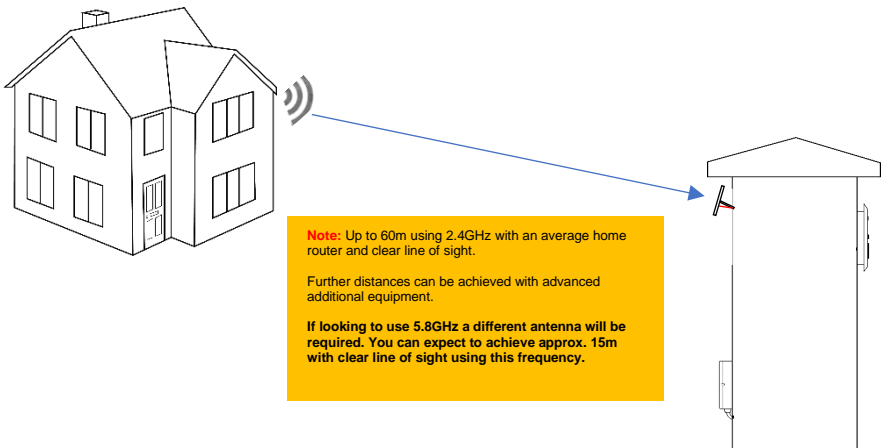 Note: Up to 60m using 2.4GHz with an average home
router and clear line of sight.
Further distances can be achieved with advanced
additional equipment.
If looking to use 5.8GHz a different antenna will be
required. You can expect to achieve approx. 15m
with clear line of sight using this frequency.